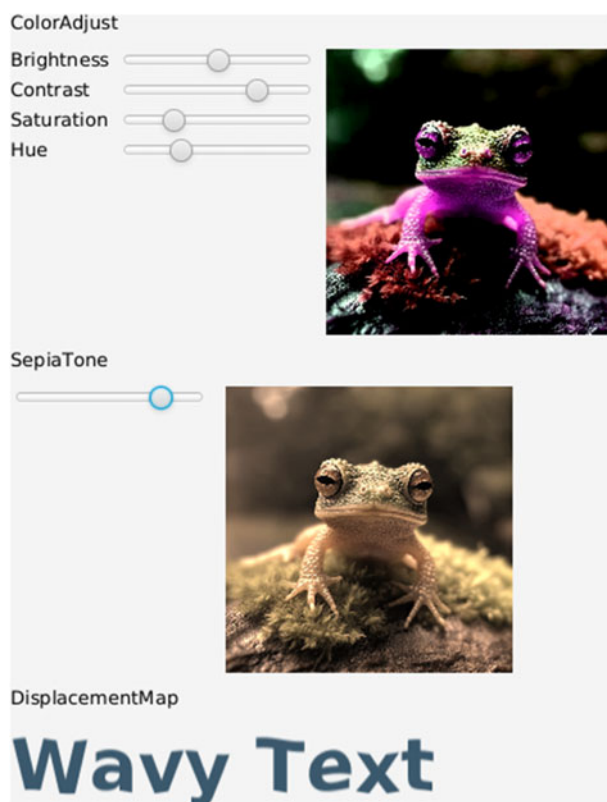 ColorAdjust
Brightness
Contrast
Saturation
Hue
SepiaTone
DisplacementMap
Wavy Text